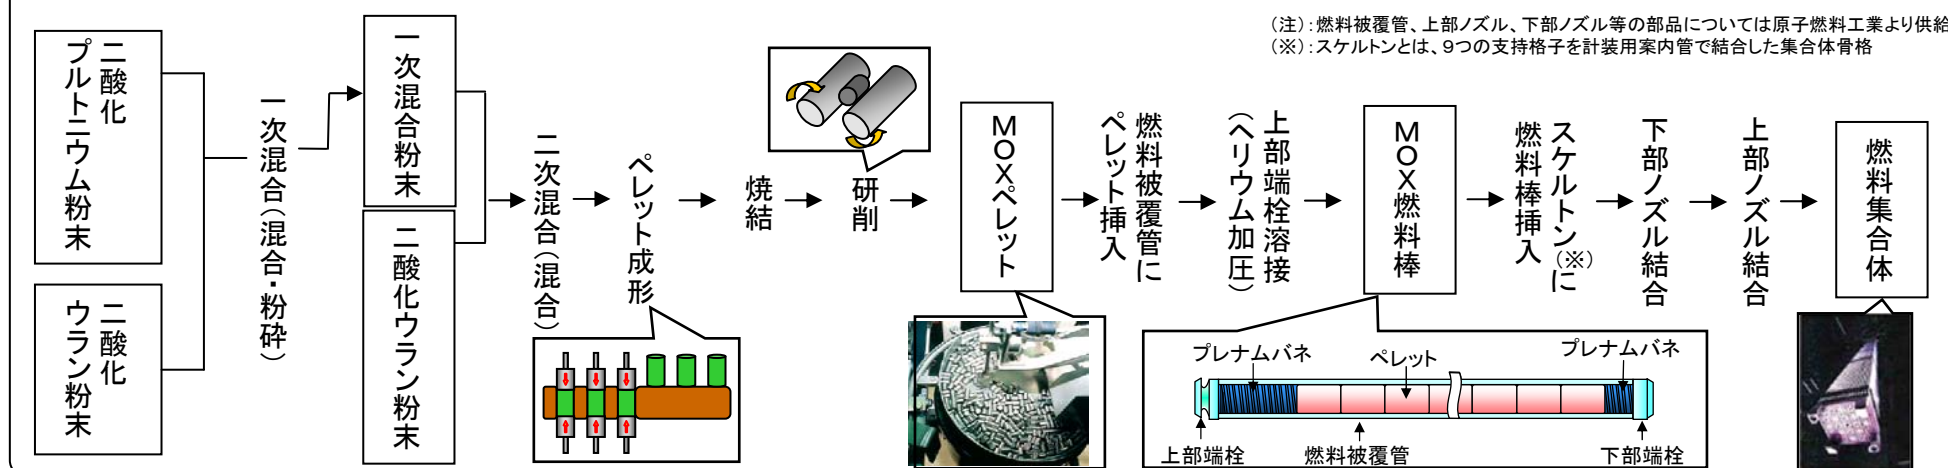 (注):燃料被覆管、上部ノズル、下部ノズル等の部品については原子燃料工業より供給
(※):スケルトンとは、9つの支持格子を計装用案内管で結合した集合体骨格
二酸化
プルトニウム粉末
二酸化
ウラン粉末
一次混合(混合・粉砕)
一次混合粉末
二酸化ウラン粉末
二次混合(混合)
ペレット成形
焼結
研削
MOXペレット
燃料被覆管に
ペレット挿入
上部端栓溶接
(ヘリウム加圧)
MOX燃料棒
スケルトン(※)に
燃料棒挿入
下部ノズル結合
上部ノズル結合
燃料集合体
プレナムバネ
ペレット
プレナムバネ
上部端栓
燃料被覆管
下部端栓